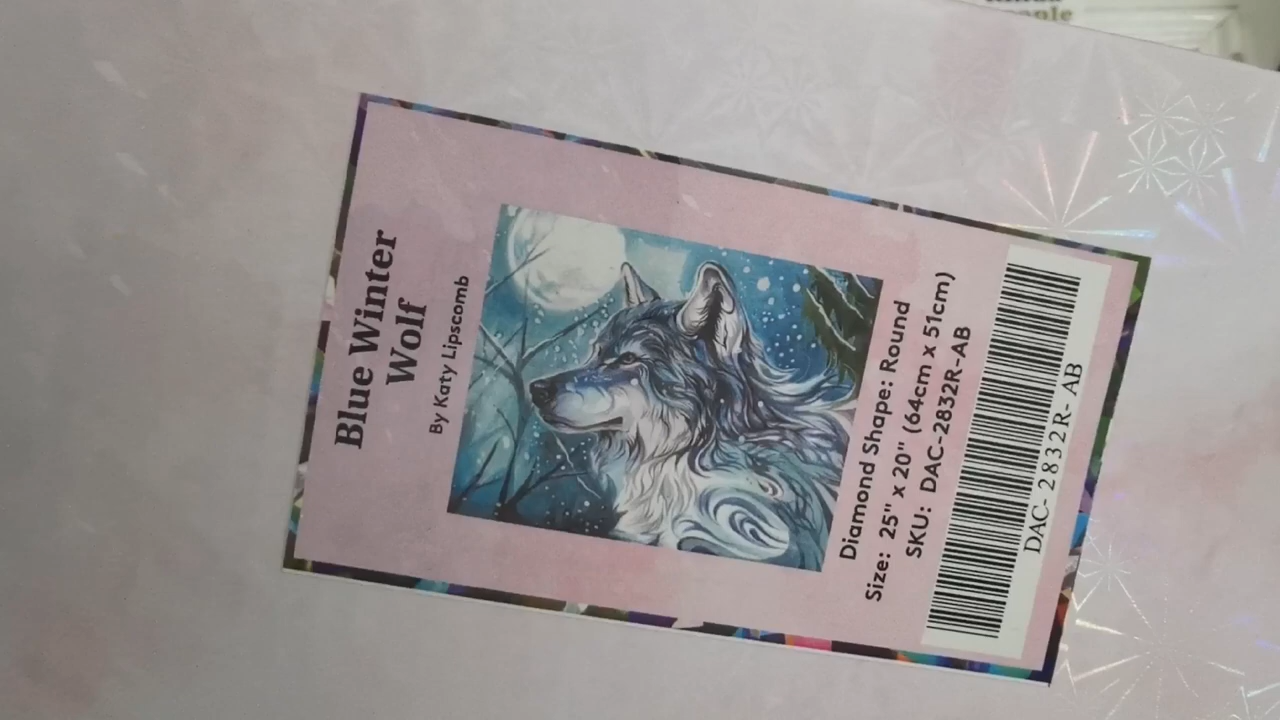 Blue Winter
Wolf
By Katy Lipscomb
Diamond Shape: Round
Size: 25" x 20" (64cm x 51cm)
SKU: DAC-2832R-AB
DAC- 2832R- AB